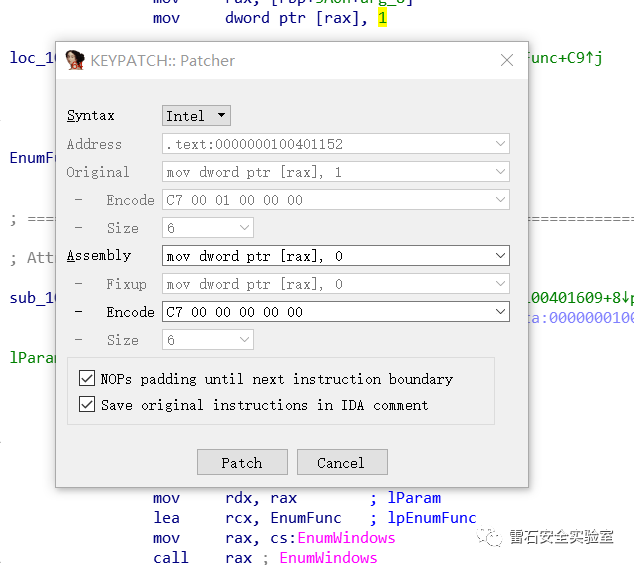 mov dword ptr [rax], 1
Func+C9↑j
KEYPATCH:: Patcher
Syntax Intel
Address .text:0000000100401152
Original mov dword ptr [rax], 1
- Encode C7 00 01 00 00 00
- Size 6
Assembly mov dword ptr [rax], 0
- Fixup mov dword ptr [rax], 0
- Encode C7 00 00 00 00 00
- Size 6
NOPs padding until next instruction boundary
Save original instructions in IDA comment
Patch Cancel
loc_10
EnumFu
; Att
sub_10 100401609+8↓p
ta:0000000100
lParam
mov rdx, rax ; lParam
lea rcx, EnumFunc ; lpEnumFunc
mov rax, cs:EnumWindows
call rax ; EnumWindows
雷石安全实验室